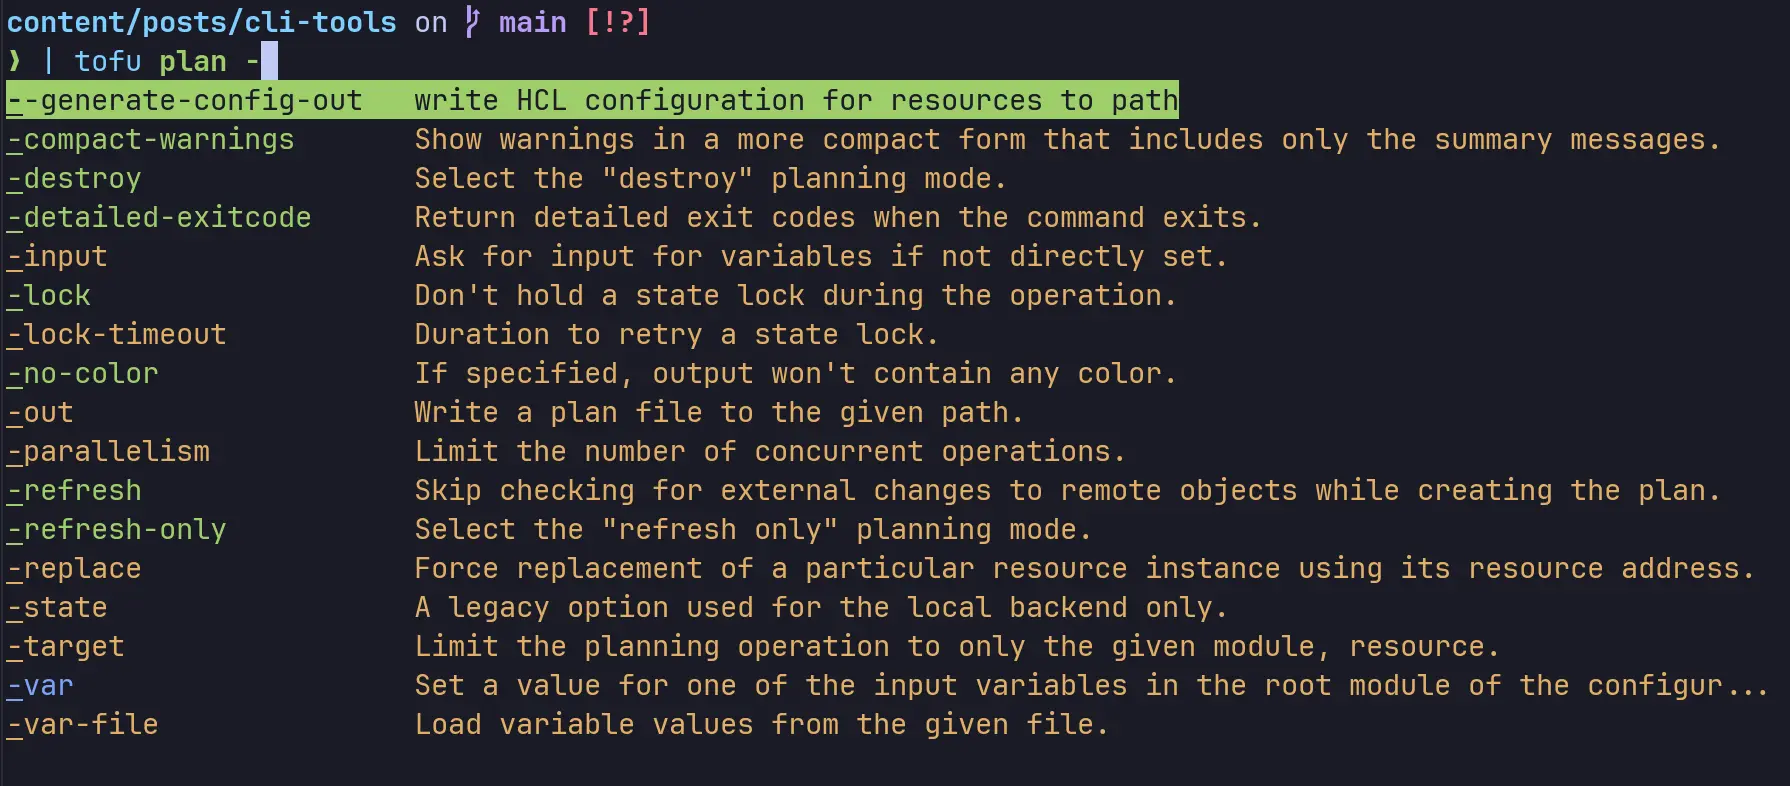 content/posts/cli-tools on main [!?]
❯ | tofu plan -
--generate-config-out write HCL configuration for resources to path
-compact-warnings Show warnings in a more compact form that includes only the summary messages.
-destroy Select the "destroy" planning mode.
-detailed-exitcode Return detailed exit codes when the command exits.
-input Ask for input for variables if not directly set.
-lock Don't hold a state lock during the operation.
-lock-timeout Duration to retry a state lock.
-no-color If specified, output won't contain any color.
-out Write a plan file to the given path.
-parallelism Limit the number of concurrent operations.
-refresh Skip checking for external changes to remote objects while creating the plan.
-refresh-only Select the "refresh only" planning mode.
-replace Force replacement of a particular resource instance using its resource address.
-state A legacy option used for the local backend only.
-target Limit the planning operation to only the given module, resource.
-var Set a value for one of the input variables in the root module of the configur...
-var-file Load variable values from the given file.